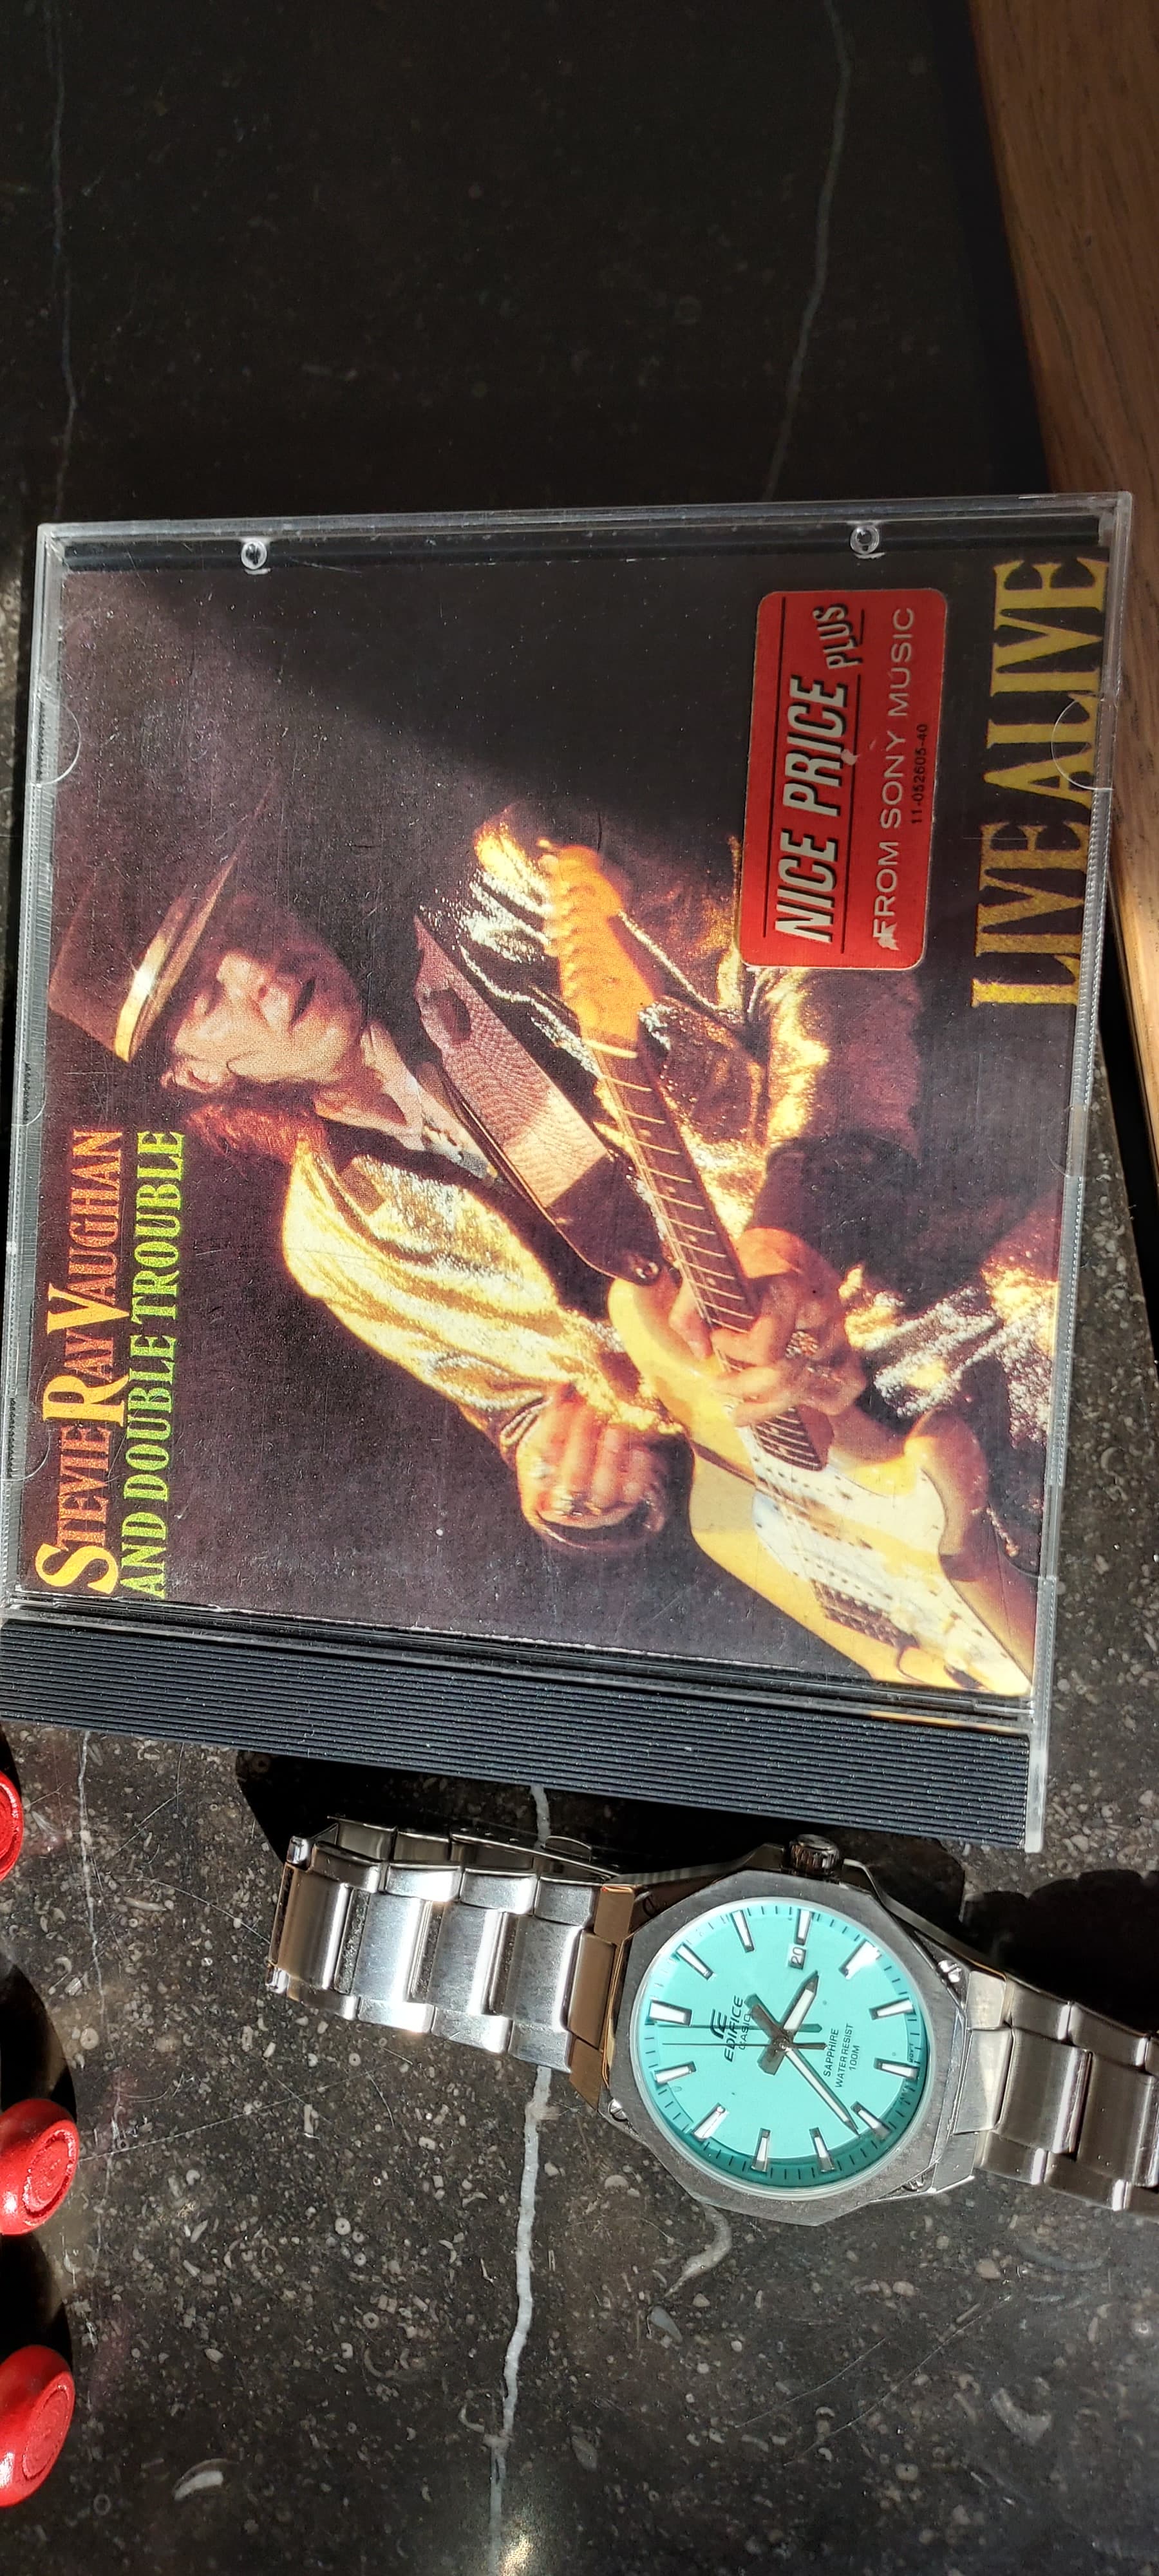 STEVIE RAY VAUGHAN
AND DOUBLE TROUBLE
NICE PRICE PLUS
FROM SONY MUSIC
11-052605-40
LIVE ALIVE
EDIFICE
CASIO
20
SAPPHIRE
WATER RESIST
100M